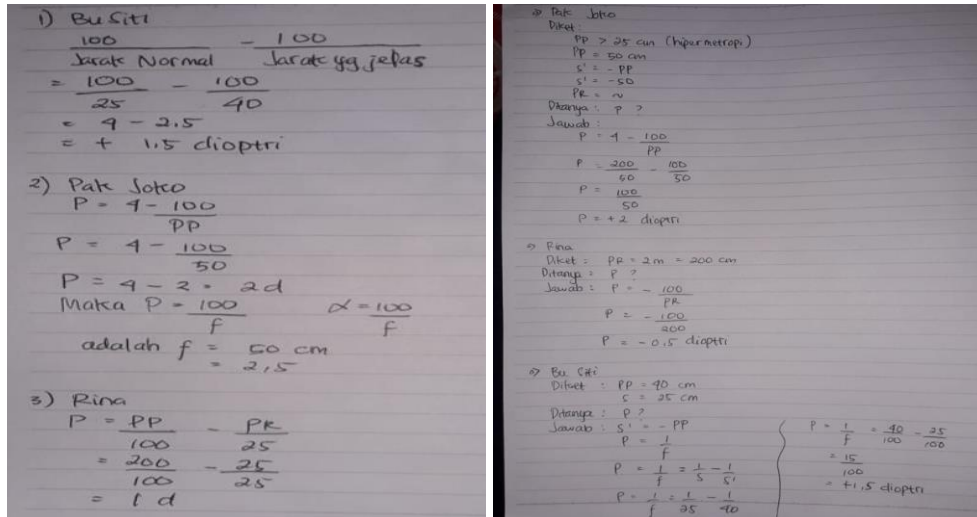 1) Bu Siti
100 - 100
Jarak Normal Jarak yg jelas
= 100 - 100
25 40
= 4 - 2.5
= + 1,5 dioptri
2) Pak Joko
P = 4 - 100
PP
P = 4 - 100
50
P = 4 - 2 = 2d
Maka P = 100 α = 100
f f
adalah f = 50 cm
= 2,5
3) Rina
P = PP - PR
100 25
= 200 - 25
100 25
= 1 d
=> Pak Joko
Diket :
PP > 25 cm (hipermetropi)
PP = 50 cm
s' = - PP
s' = -50
PR = ~
Ditanya : P ?
Jawab :
P = 4 - 100
PP
P = 200 - 100
50 50
P = 100
50
P = +2 dioptri
=> Rina
Diket : PR = 2 m = 200 cm
Ditanya : P ?
Jawab : P = - 100
PR
P = - 100
200
P = - 0,5 dioptri
=> Bu Siti
Diket : PP = 40 cm
s = 25 cm
Ditanya : P ?
Jawab : s' = - PP
P = 1
f
P = 1 = 1 - 1
f s s'
P = 1 = 1 - 1
f 25 40
P = 1 = 40 - 25
f 100 100
= 15
100
= +1,5 dioptri